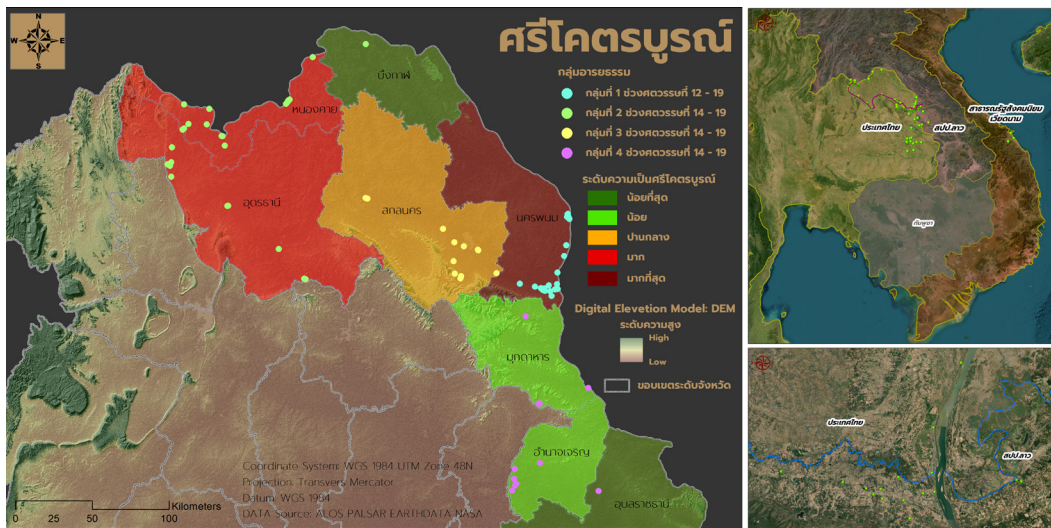 ศรีโคตรบูรณ์
N
W E
S
กลุ่มอารยธรรม
กลุ่มที่ 1 ช่วงศตวรรษที่ 12 - 19
กลุ่มที่ 2 ช่วงศตวรรษที่ 14 - 19
กลุ่มที่ 3 ช่วงศตวรรษที่ 14 - 19
กลุ่มที่ 4 ช่วงศตวรรษที่ 14 - 19
ระดับความเป็นศรีโคตรบูรณ์
น้อยที่สุด
น้อย
ปานกลาง
มาก
มากที่สุด
Digital Elevetion Model: DEM
ระดับความสูง
High
Low
ขอบเขตระดับจังหวัด
บึงกาฬ
หนองคาย
อุดรธานี
สกลนคร
นครพนม
มุกดาหาร
อำนาจเจริญ
อุบลราชธานี
Coordinate System: WGS 1984 UTM Zone 48N
Projection: Transvers Mercator
Datum: WGS 1984
DATA Source: ALOS PALSAR EARTHDATA NASA
Kilometers
0 25 50 100
สาธารณรัฐสังคมนิยม
เวียดนาม
ประเทศไทย
สปป.ลาว
กัมพูชา
ประเทศไทย
สปป.ลาว